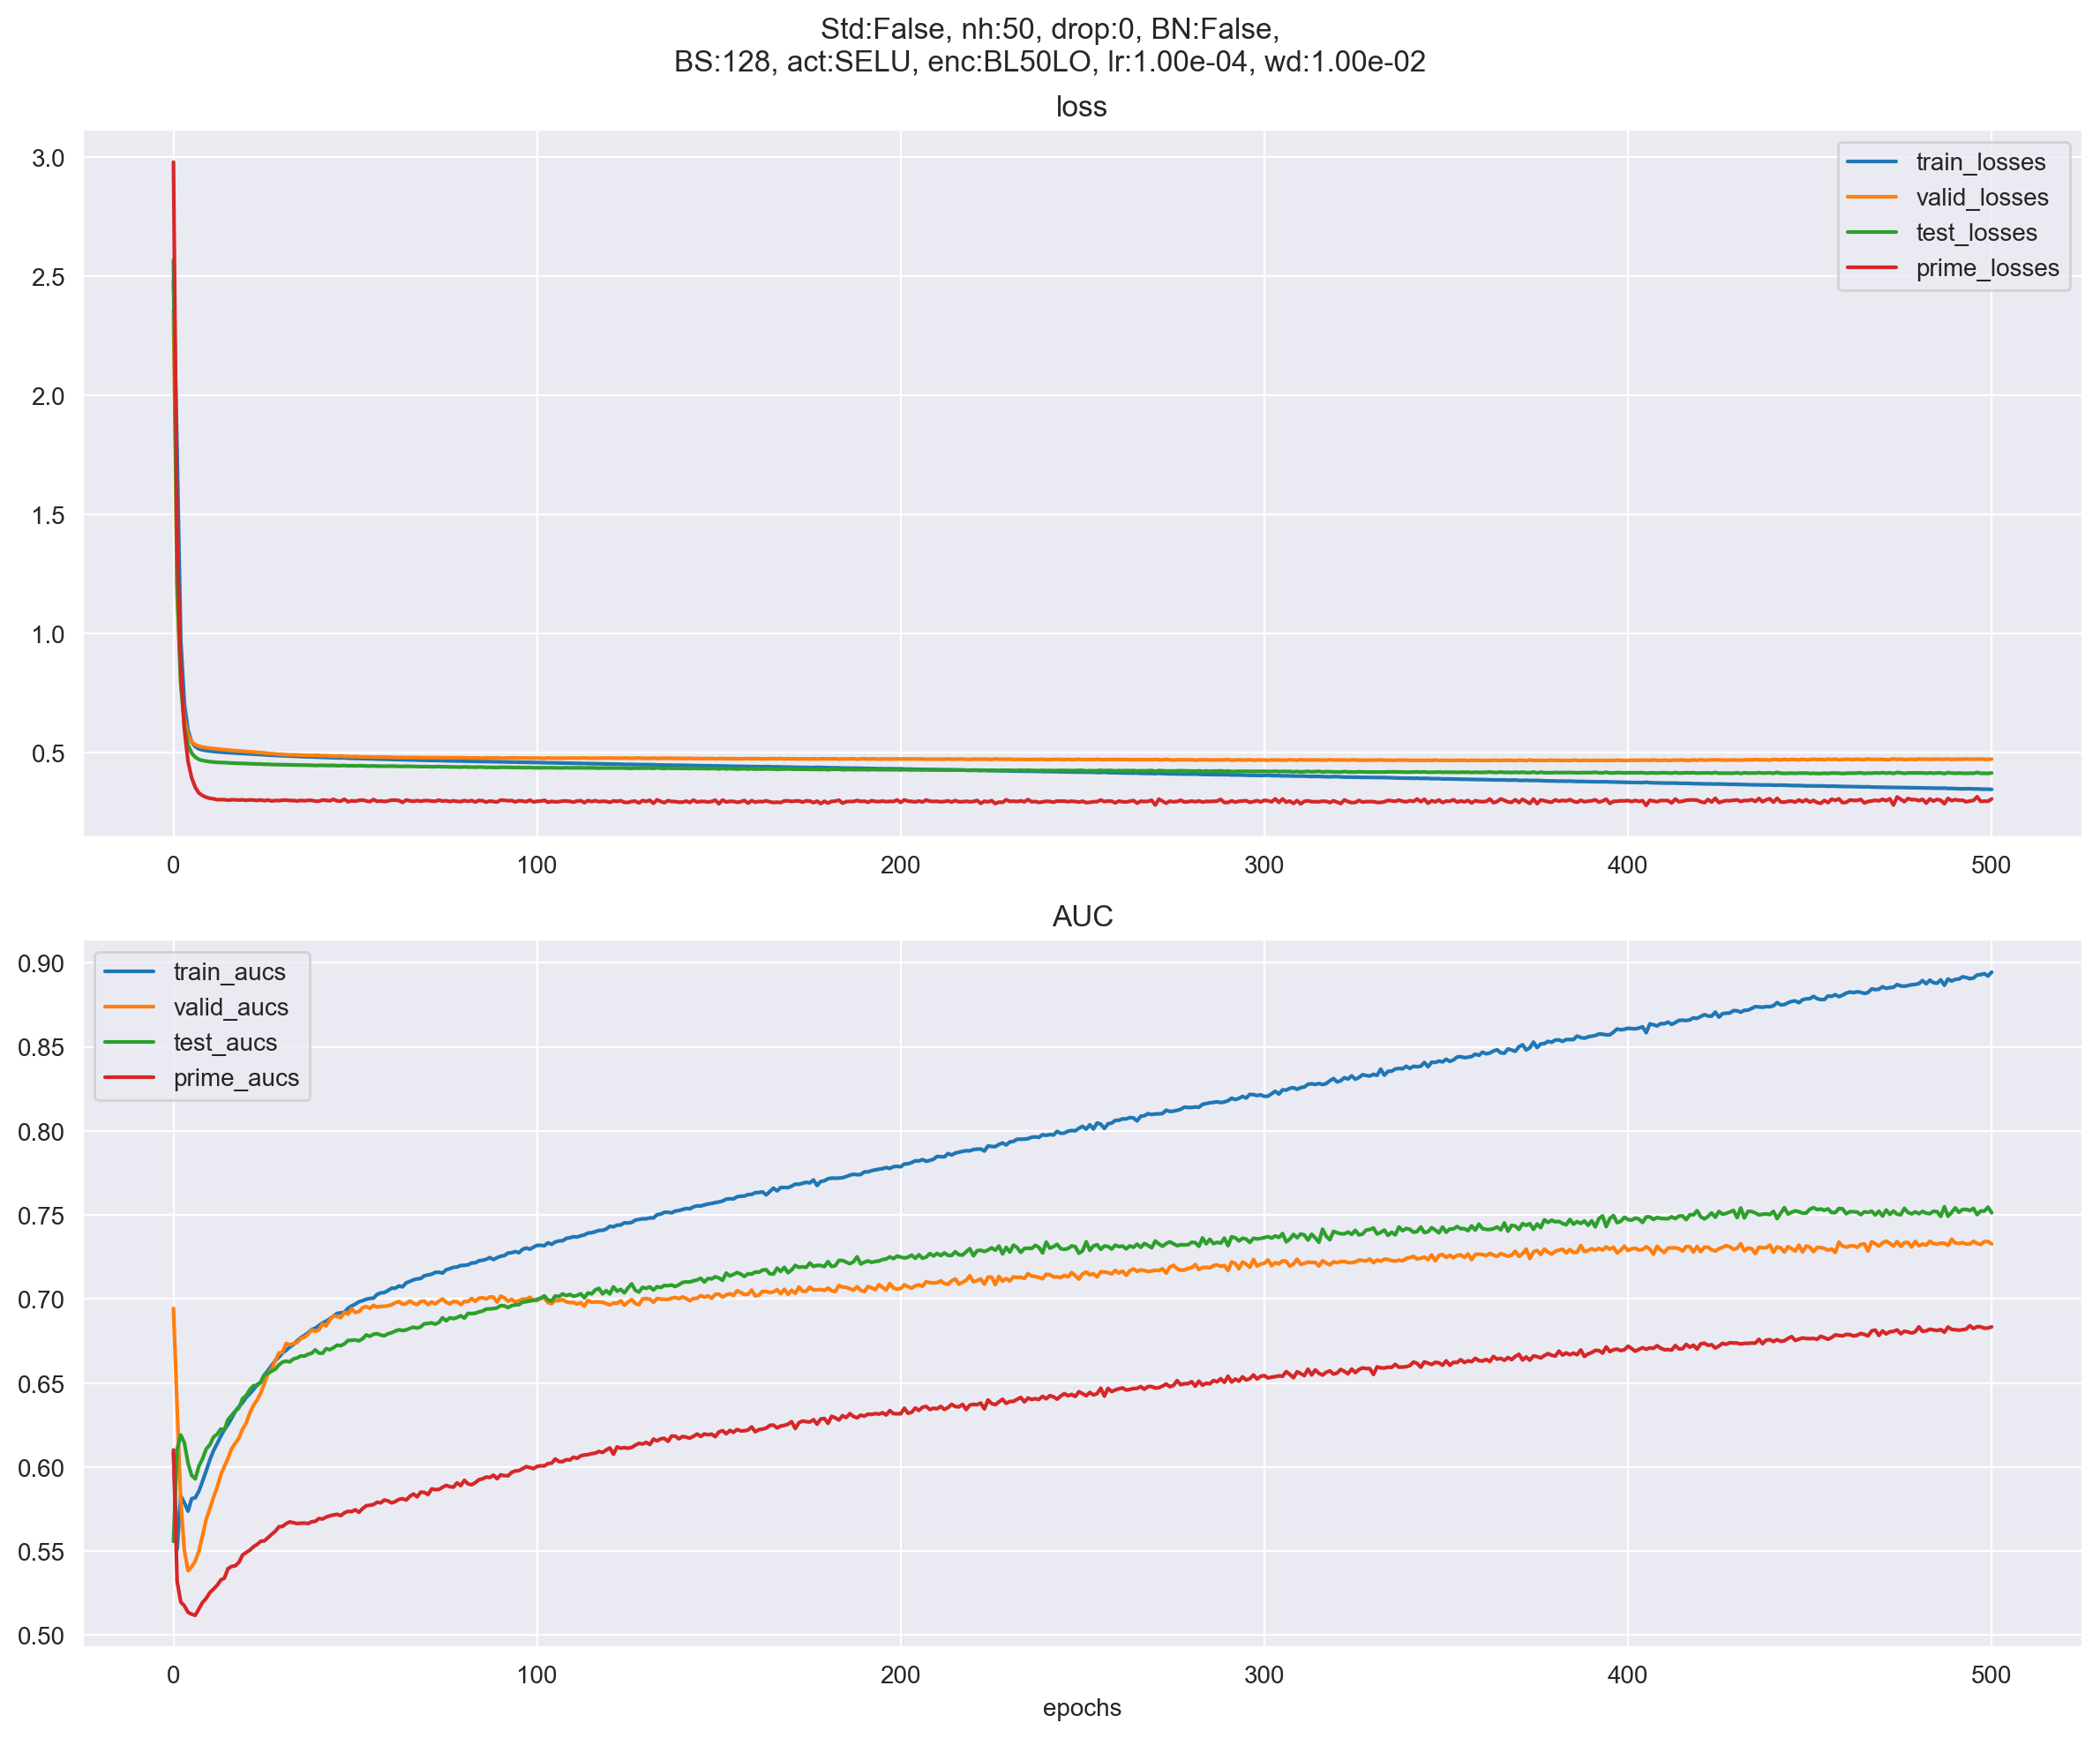 Std:False, nh:50, drop:0, BN:False,
BS:128, act:SELU, enc:BL50LO, lr:1.00e-04, wd:1.00e-02
loss
3.0
2.5
2.0
1.5
1.0
0.5
train_losses
valid_losses
test_losses
prime_losses
0 100 200 300 400 500
AUC
0.90
0.85
0.80
0.75
0.70
0.65
0.60
0.55
0.50
train_aucs
valid_aucs
test_aucs
prime_aucs
0 100 200 300 400 500
epochs